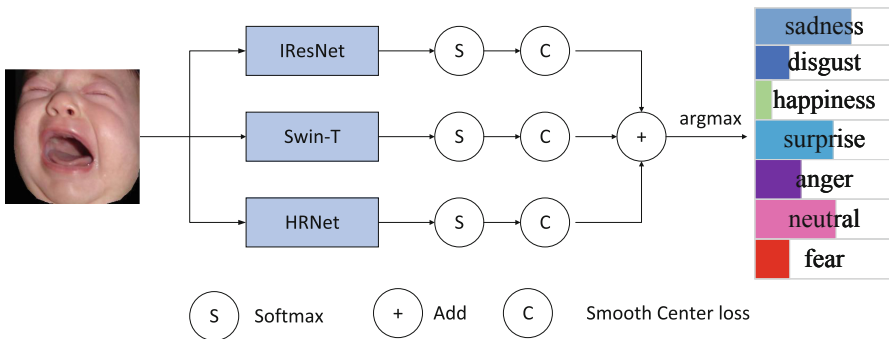 IResNet
S
C
Swin-T
S
C
+
argmax
HRNet
S
C
sadness
disgust
happiness
surprise
anger
neutral
fear
S Softmax
+ Add
C Smooth Center loss